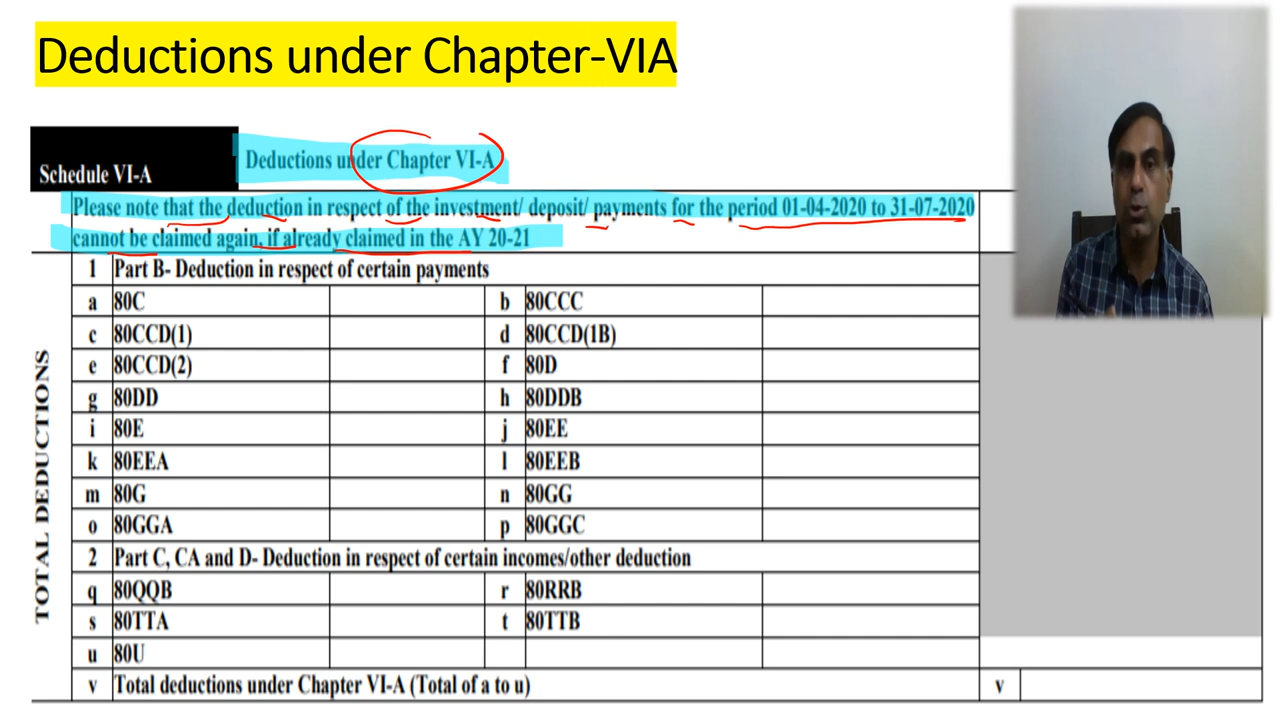 Deductions under Chapter-VIA
Schedule VI-A
Deductions under Chapter VI-A
Please note that the deduction in respect of the investment/ deposit/ payments for the period 01-04-2020 to 31-07-2020
cannot be claimed again, if already claimed in the AY 20-21
TOTAL DEDUCTIONS
1 Part B- Deduction in respect of certain payments
a 80C b 80CCC
c 80CCD(1) d 80CCD(1B)
e 80CCD(2) f 80D
g 80DD h 80DDB
i 80E j 80EE
k 80EEA l 80EEB
m 80G n 80GG
o 80GGA p 80GGC
2 Part C, CA and D- Deduction in respect of certain incomes/other deduction
q 80QQB r 80RRB
s 80TTA t 80TTB
u 80U
v Total deductions under Chapter VI-A (Total of a to u) v